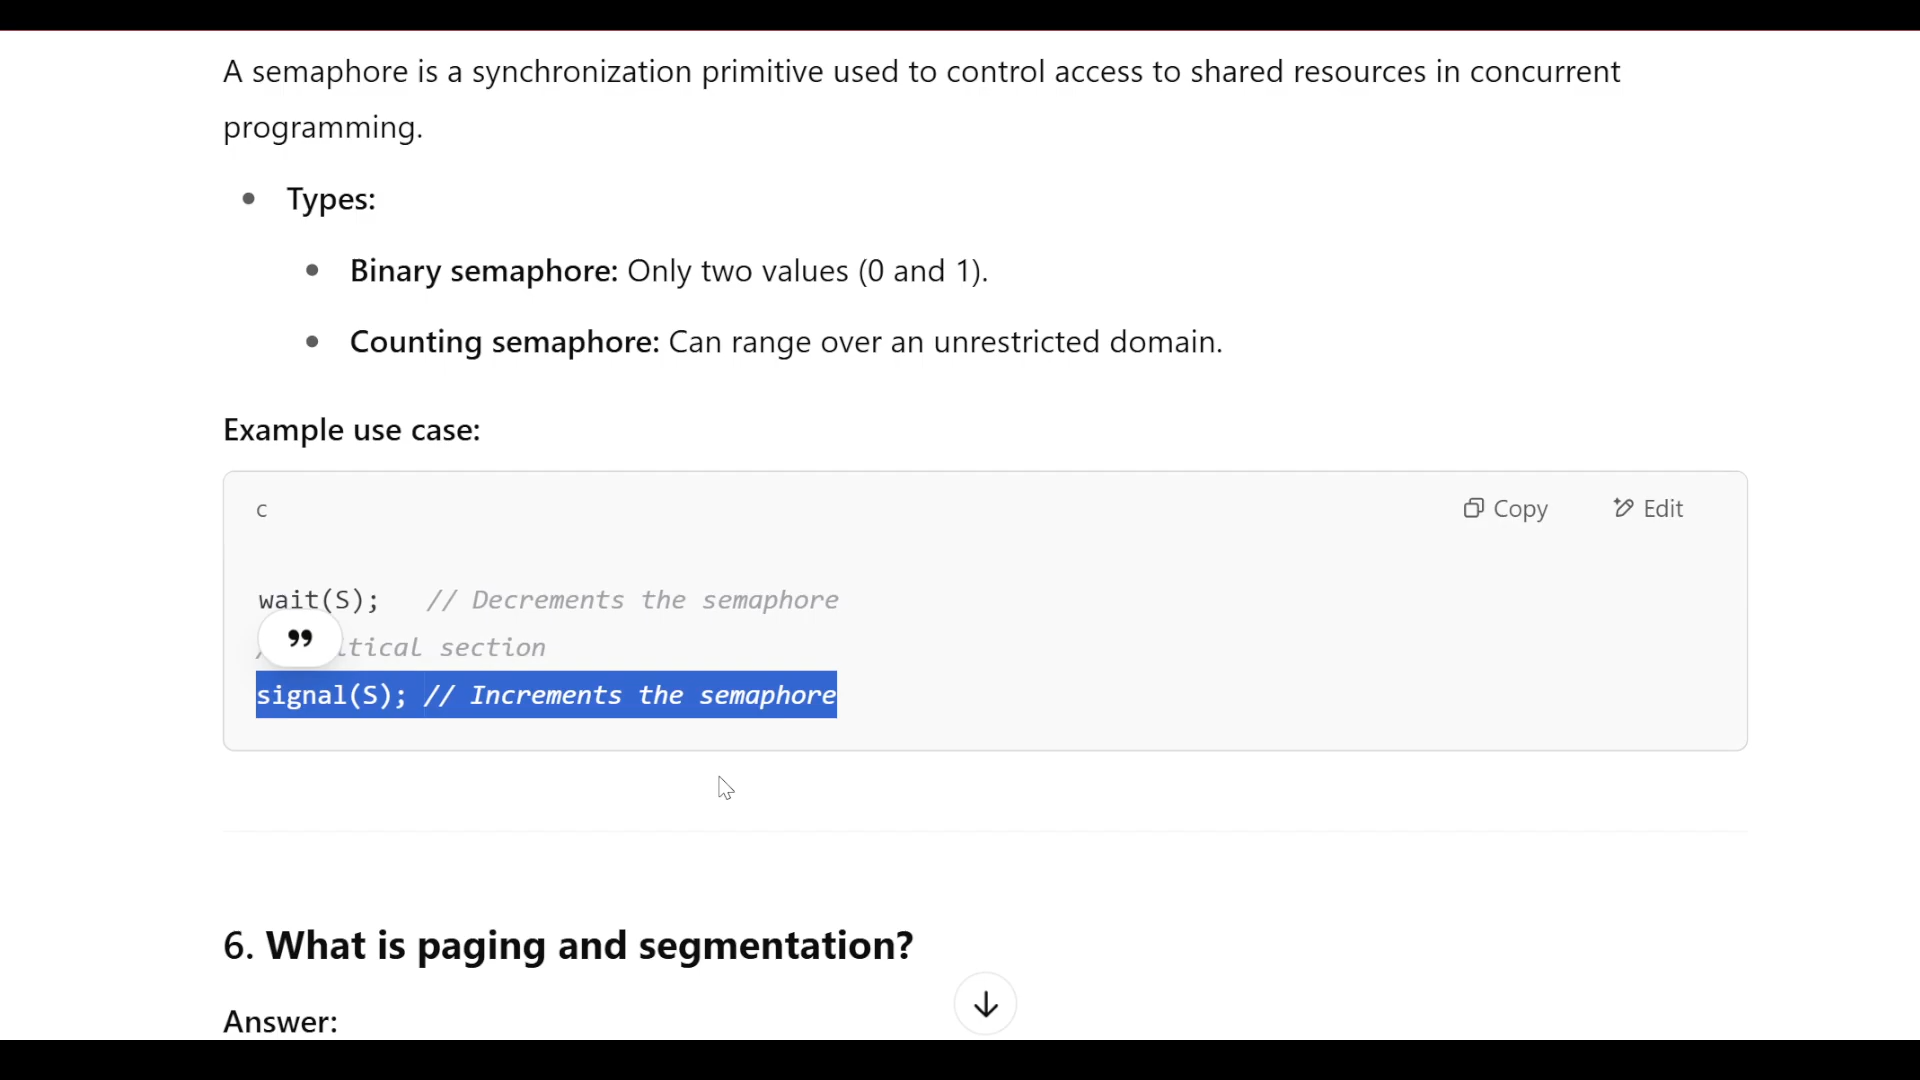 A semaphore is a synchronization primitive used to control access to shared resources in concurrent
programming.
Types:
Binary semaphore: Only two values (0 and 1).
Counting semaphore: Can range over an unrestricted domain.
Example use case:
c Copy Edit
wait(S); // Decrements the semaphore
section
signal(S); // Increments the semaphore
6. What is paging and segmentation?
Answer: